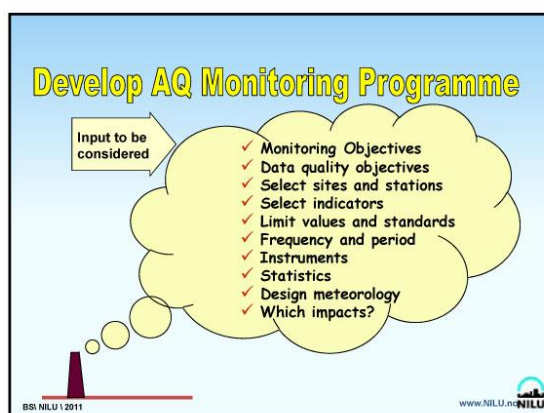 Develop AQ Monitoring Programme
Input to be
considered
Monitoring Objectives
Data quality objectives
Select sites and stations
Select indicators
Limit values and standards
Frequency and period
Instruments
Statistics
Design meteorology
Which impacts?
BS\ NILU \ 2011
www.NILU.no
NILU